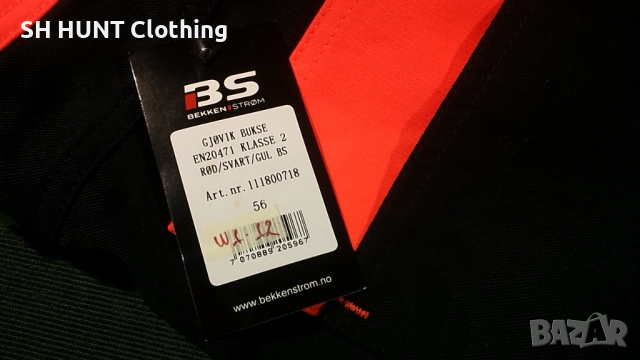 SH HUNT Clothing
BS
BEKKEN STRØM
GJØVIK BUKSE
EN20471 KLASSE 2
RØD/SVART/GUL BS
Art.nr.111800718
56
7 070889 205967
www.bekkenstrom.no
BAZAR